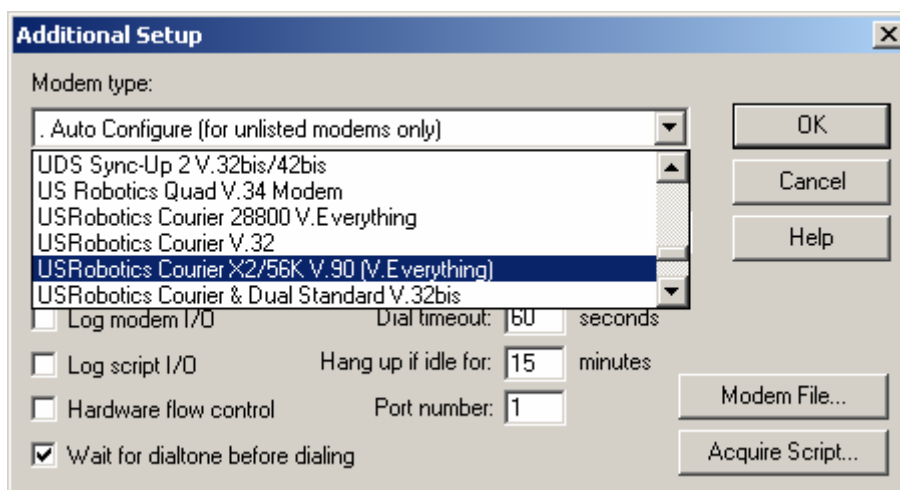 Additional Setup
Modem type:
. Auto Configure (for unlisted modems only)
OK
UDS Sync-Up 2 V.32bis/42bis
US Robotics Quad V.34 Modem
Cancel
USRobotics Courier 28800 V.Everything
USRobotics Courier V.32
Help
USRobotics Courier X2/56K V.90 (V.Everything)
USRobotics Courier & Dual Standard V.32bis
Log modem I/O Dial timeout: 60 seconds
Log script I/O Hang up if idle for: 15 minutes
Hardware flow control Port number: 1
Modem File...
Wait for dialtone before dialing
Acquire Script...